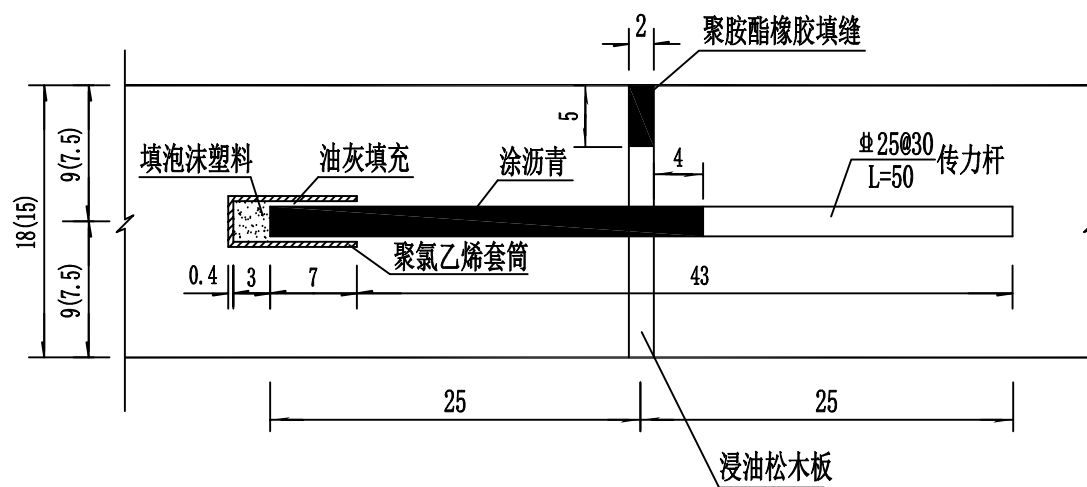 2
聚胺酯橡胶填缝
5
9(7.5)
18(15)
9(7.5)
填泡沫塑料
油灰填充
涂沥青
4
⌀25@30
L=50
传力杆
聚氯乙烯套筒
0.4
3
7
43
25
25
浸油松木板